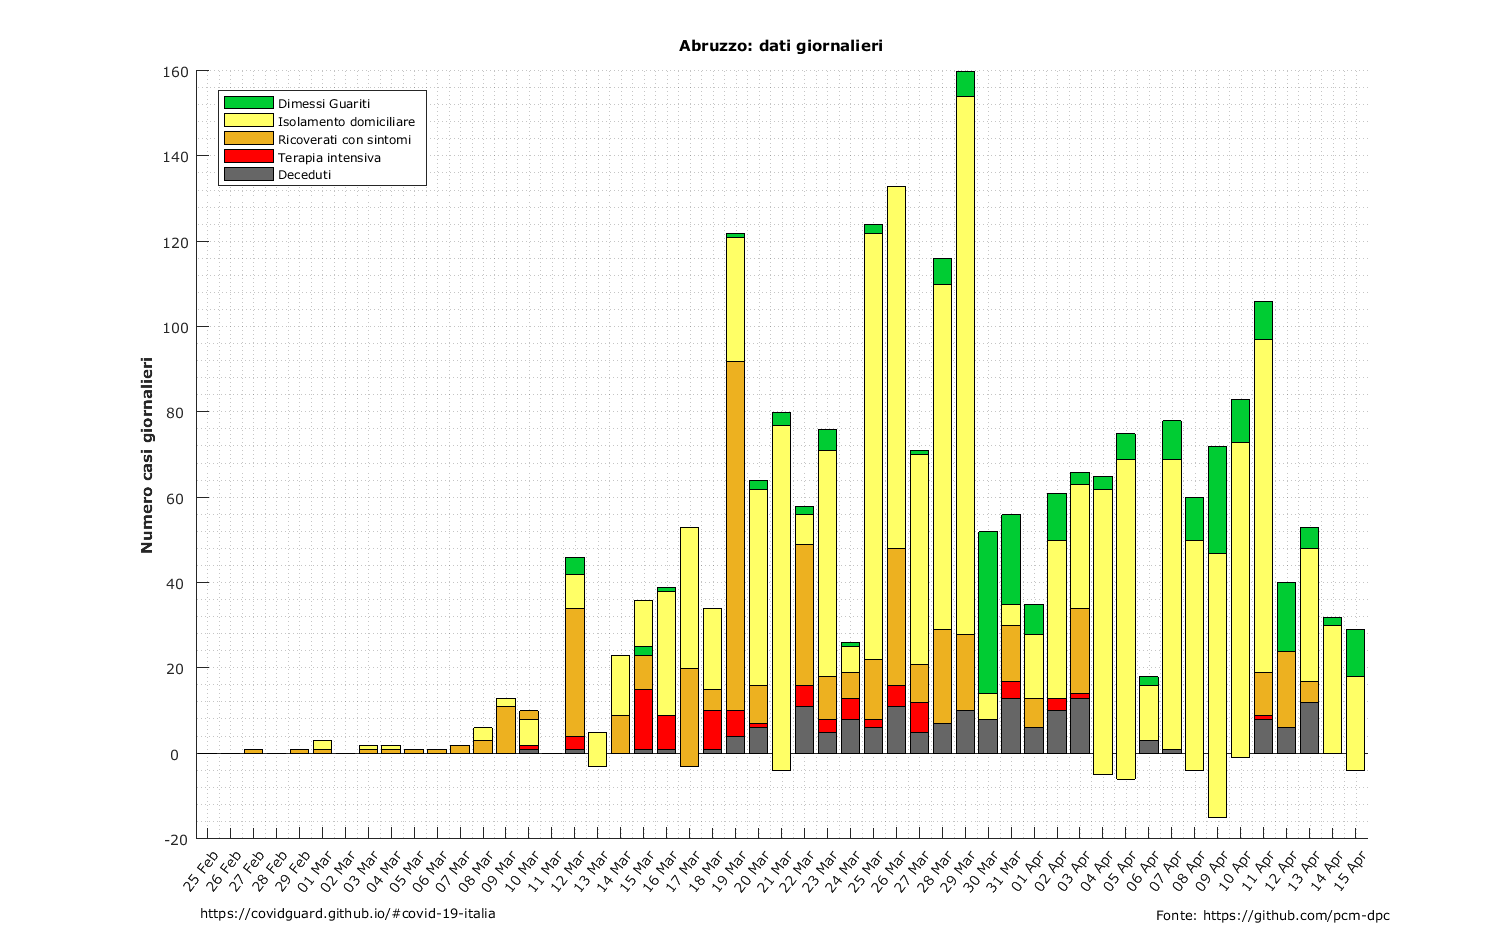 Abruzzo: dati giornalieri
Dimessi Guariti
Isolamento domiciliare
Ricoverati con sintomi
Terapia intensiva
Deceduti
Numero casi giornalieri
160
140
120
100
80
60
40
20
0
-20
25 Feb
26 Feb
27 Feb
28 Feb
29 Feb
01 Mar
02 Mar
03 Mar
04 Mar
05 Mar
06 Mar
07 Mar
08 Mar
09 Mar
10 Mar
11 Mar
12 Mar
13 Mar
14 Mar
15 Mar
16 Mar
17 Mar
18 Mar
19 Mar
20 Mar
21 Mar
22 Mar
23 Mar
24 Mar
25 Mar
26 Mar
27 Mar
28 Mar
29 Mar
30 Mar
31 Mar
01 Apr
02 Apr
03 Apr
04 Apr
05 Apr
06 Apr
07 Apr
08 Apr
09 Apr
10 Apr
11 Apr
12 Apr
13 Apr
14 Apr
15 Apr
https://covidguard.github.io/#covid-19-italia
Fonte: https://github.com/pcm-dpc